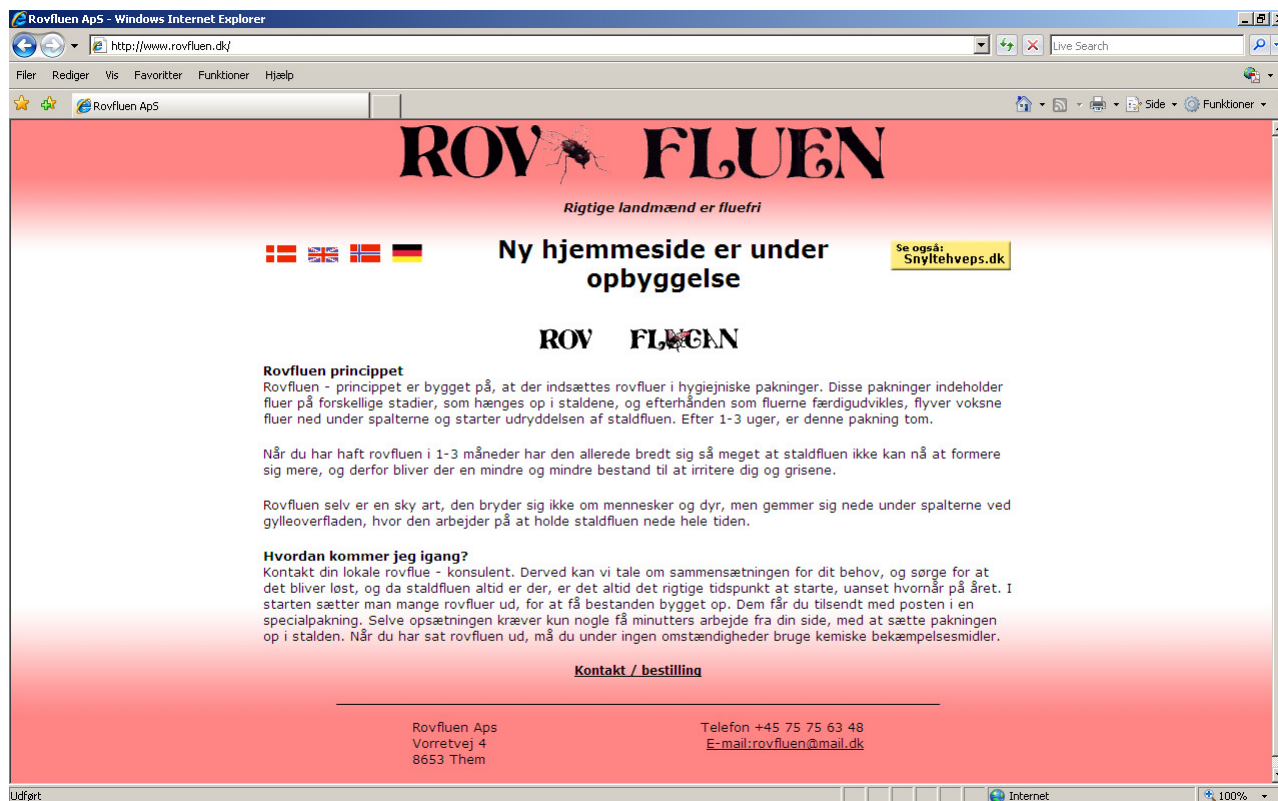 Rovfluen ApS - Windows Internet Explorer
http://www.rovfluen.dk/
Live Search
Filer Rediger Vis Favoritter Funktioner Hjælp
Rovfluen ApS
Side Funktioner
ROV FLUEN
Rigtige landmænd er fluefri
Ny hjemmeside er under
opbyggelse
Se også:
Snyltehveps.dk
ROV
Rovfluen princippet
Rovfluen - princippet er bygget på, at der indsættes rovfluer i hygiejniske pakninger. Disse pakninger indeholder
fluer på forskellige stadier, som hænges op i staldene, og efterhånden som fluerne færdigudvikles, flyver voksne
fluer ned under spalterne og starter udryddelsen af staldfluen. Efter 1-3 uger, er denne pakning tom.
Når du har haft rovfluen i 1-3 måneder har den allerede bredt sig så meget at staldfluen ikke kan nå at formere
sig mere, og derfor bliver der en mindre og mindre bestand til at irritere dig og grisene.
Rovfluen selv er en sky art, den bryder sig ikke om mennesker og dyr, men gemmer sig nede under spalterne ved
gylleoverfladen, hvor den arbejder på at holde staldfluen nede hele tiden.
Hvordan kommer jeg igang?
Kontakt din lokale rovflue - konsulent. Derved kan vi tale om sammensætningen for dit behov, og sørge for at
det bliver løst, og da staldfluen altid er der, er det altid det rigtige tidspunkt at starte, uanset hvornår på året. I
starten sætter man mange rovfluer ud, for at få bestanden bygget op. Dem får du tilsendt med posten i en
specialpakning. Selve opsætningen kræver kun nogle få minutters arbejde fra din side, med at sætte pakningen
op i stalden. Når du har sat rovfluen ud, må du under ingen omstændigheder bruge kemiske bekæmpelsesmidler.
Kontakt / bestilling
Rovfluen Aps
Vorretvej 4
8653 Them
Telefon +45 75 75 63 48
E-mail:rovfluen@mail.dk
Udført
Internet
100%